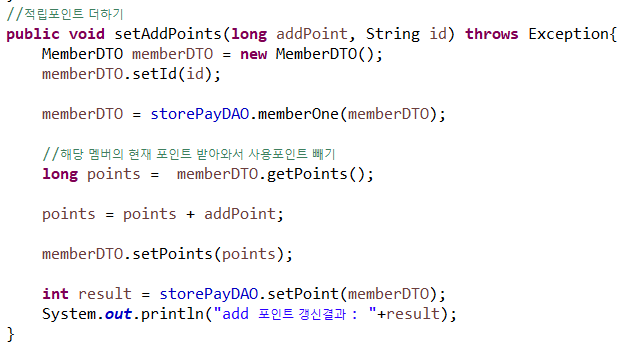 //적립포인트 더하기
public void setAddPoints(long addPoint, String id) throws Exception{
MemberDTO memberDTO = new MemberDTO();
memberDTO.setId(id);
memberDTO = storePayDAO.memberOne(memberDTO);
//해당 멤버의 현재 포인트 받아와서 사용포인트 빼기
long points =  memberDTO.getPoints();
points = points + addPoint;
memberDTO.setPoints(points);
int result = storePayDAO.setPoint(memberDTO);
System.out.println("add 포인트 갱신결과 : "+result);
}